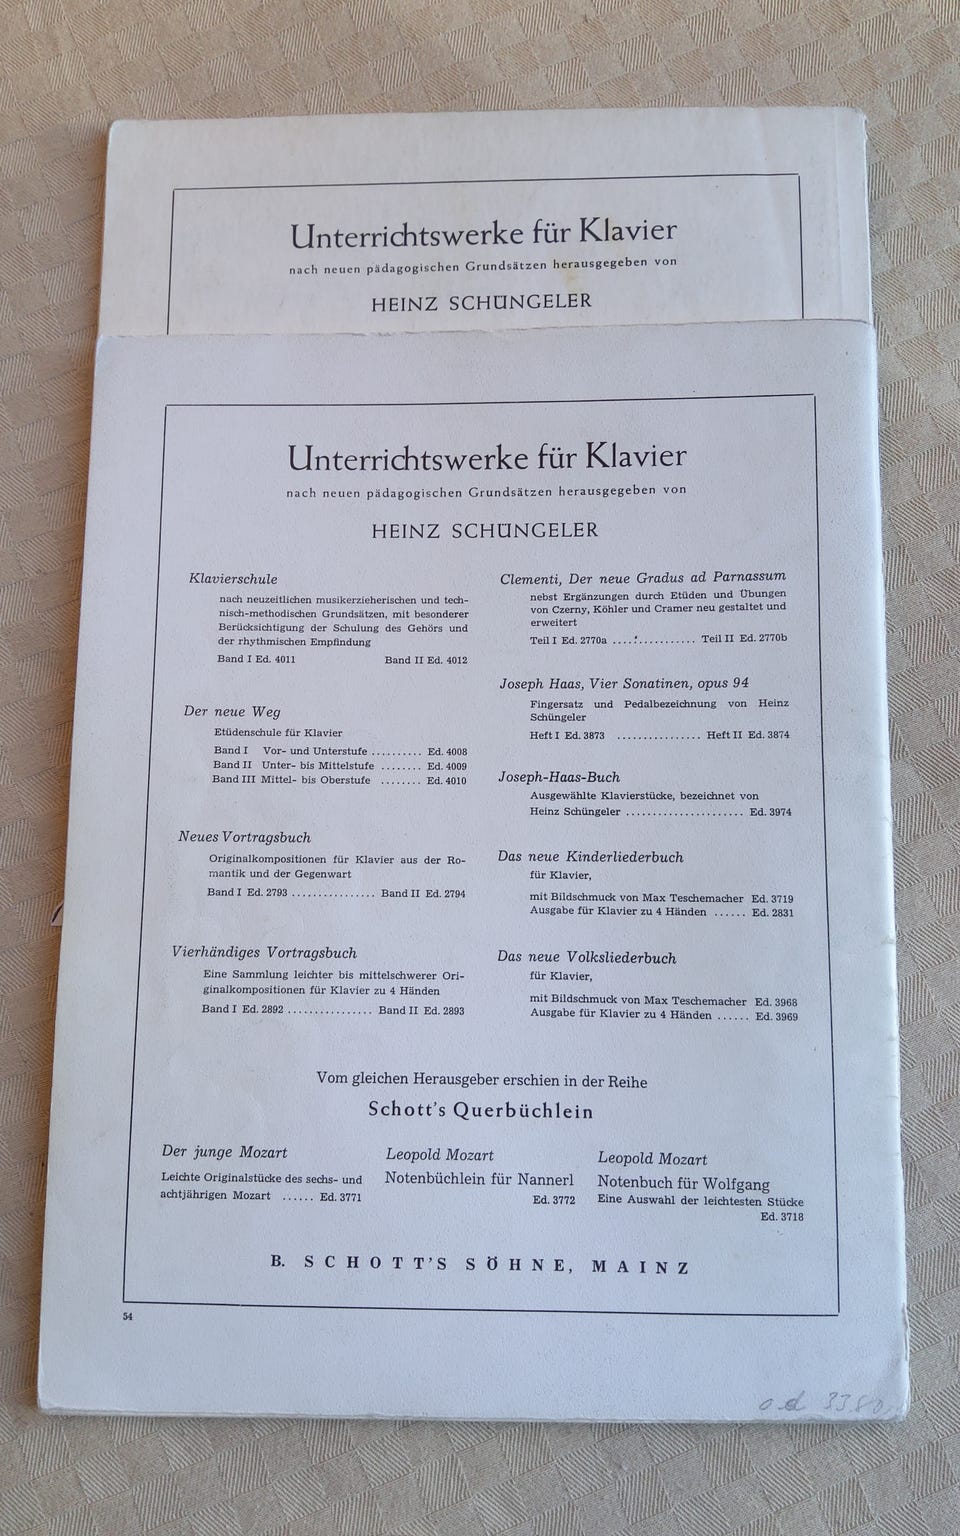 Unterrichtswerke für Klavier
nach neuen pädagogischen Grundsätzen herausgegeben von
HEINZ SCHÜNGELER
Unterrichtswerke für Klavier
nach neuen pädagogischen Grundsätzen herausgegeben von
HEINZ SCHÜNGELER
Klavierschule
nach neuzeitlichen musikerzieherischen und tech-
nisch-methodischen Grundsätzen, mit besonderer
Berücksichtigung der Schulung des Gehörs und
der rhythmischen Empfindung
Band I Ed. 4011 Band II Ed. 4012
Der neue Weg
Etüdenschule für Klavier
Band I Vor- und Unterstufe .......... Ed. 4008
Band II Unter- bis Mittelstufe ........ Ed. 4009
Band III Mittel- bis Oberstufe ........ Ed. 4010
Neues Vortragsbuch
Originalkompositionen für Klavier aus der Ro-
mantik und der Gegenwart
Band I Ed. 2793 ................ Band II Ed. 2794
Vierhändiges Vortragsbuch
Eine Sammlung leichter bis mittelschwerer Ori-
ginalkompositionen für Klavier zu 4 Händen
Band I Ed. 2892 ................ Band II Ed. 2893
Clementi, Der neue Gradus ad Parnassum
nebst Ergänzungen durch Etüden und Übungen
von Czerny, Köhler und Cramer neu gestaltet und
erweitert
Teil I Ed. 2770a ................ Teil II Ed. 2770b
Joseph Haas, Vier Sonatinen, opus 94
Fingersatz und Pedalbezeichnung von Heinz
Schüngeler
Heft I Ed. 3873 ................ Heft II Ed. 3874
Joseph-Haas-Buch
Ausgewählte Klavierstücke, bezeichnet von
Heinz Schüngeler ...................... Ed. 3974
Das neue Kinderliederbuch
für Klavier,
mit Bildschmuck von Max Teschemacher Ed. 3719
Ausgabe für Klavier zu 4 Händen ...... Ed. 2831
Das neue Volksliederbuch
für Klavier,
mit Bildschmuck von Max Teschemacher Ed. 3968
Ausgabe für Klavier zu 4 Händen ...... Ed. 3969
Vom gleichen Herausgeber erschien in der Reihe
Schott's Querbüchlein
Der junge Mozart
Leichte Originalstücke des sechs- und
achtjährigen Mozart ...... Ed. 3771
Leopold Mozart
Notenbüchlein für Nannerl
Ed. 3772
Leopold Mozart
Notenbuch für Wolfgang
Eine Auswahl der leichtesten Stücke
Ed. 3718
B. SCHOTT'S SÖHNE, MAINZ
54